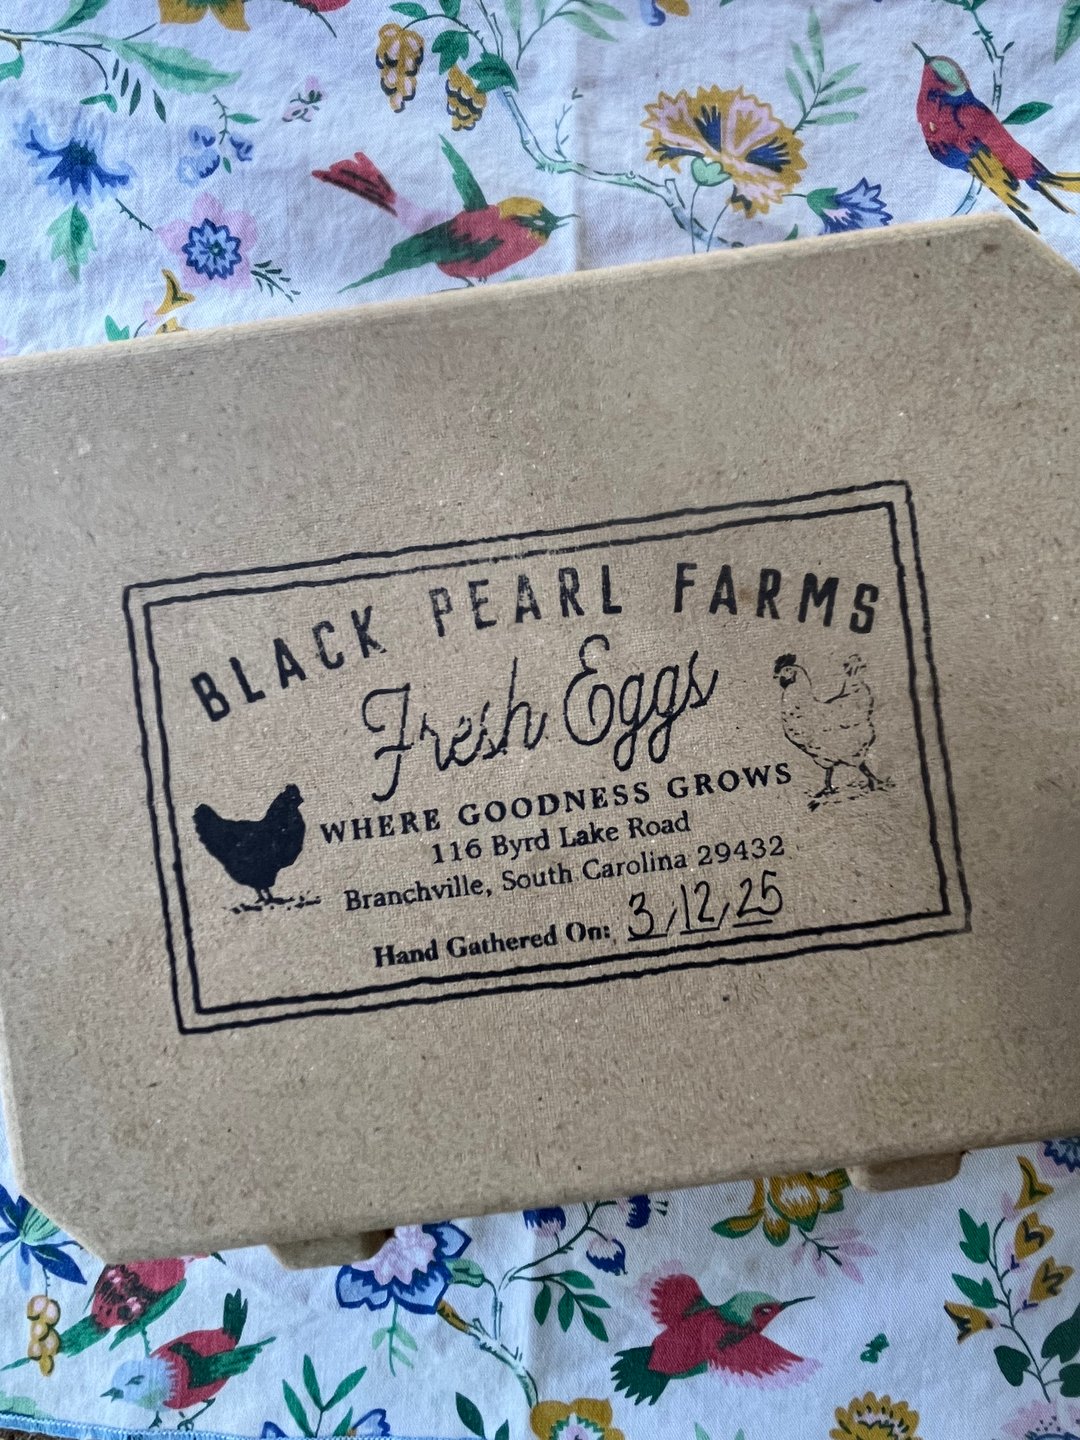 BLACK PEARL FARMS
Fresh Eggs
WHERE GOODNESS GROWS
116 Byrd Lake Road
Branchville, South Carolina 29432
Hand Gathered On: 3/12/25